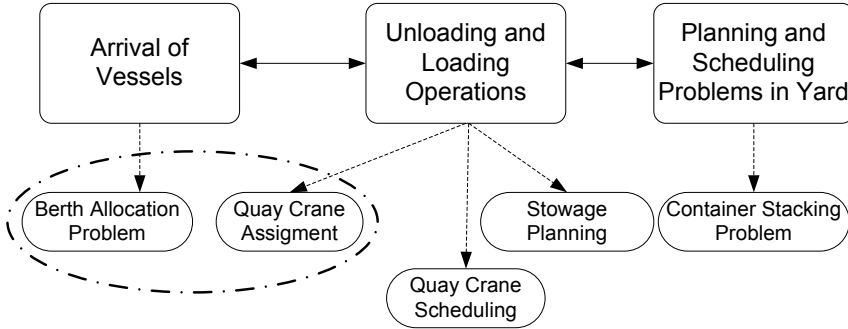 Arrival of
Vessels
Unloading and
Loading
Operations
Planning and
Scheduling
Problems in Yard
Berth Allocation
Problem
Quay Crane
Assigment
Stowage
Planning
Container Stacking
Problem
Quay Crane
Scheduling